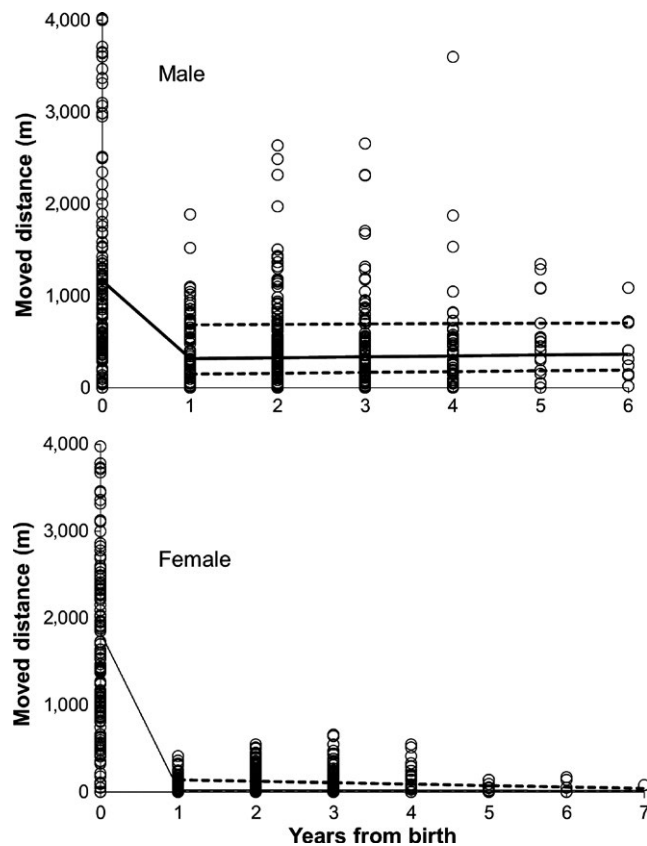 4,000
Male
3,000
Moved distance (m)
2,000
1,000
0
0 1 2 3 4 5 6
4,000
3,000
Female
Moved distance (m)
2,000
1,000
0
0 1 2 3 4 5 6 7
Years from birth